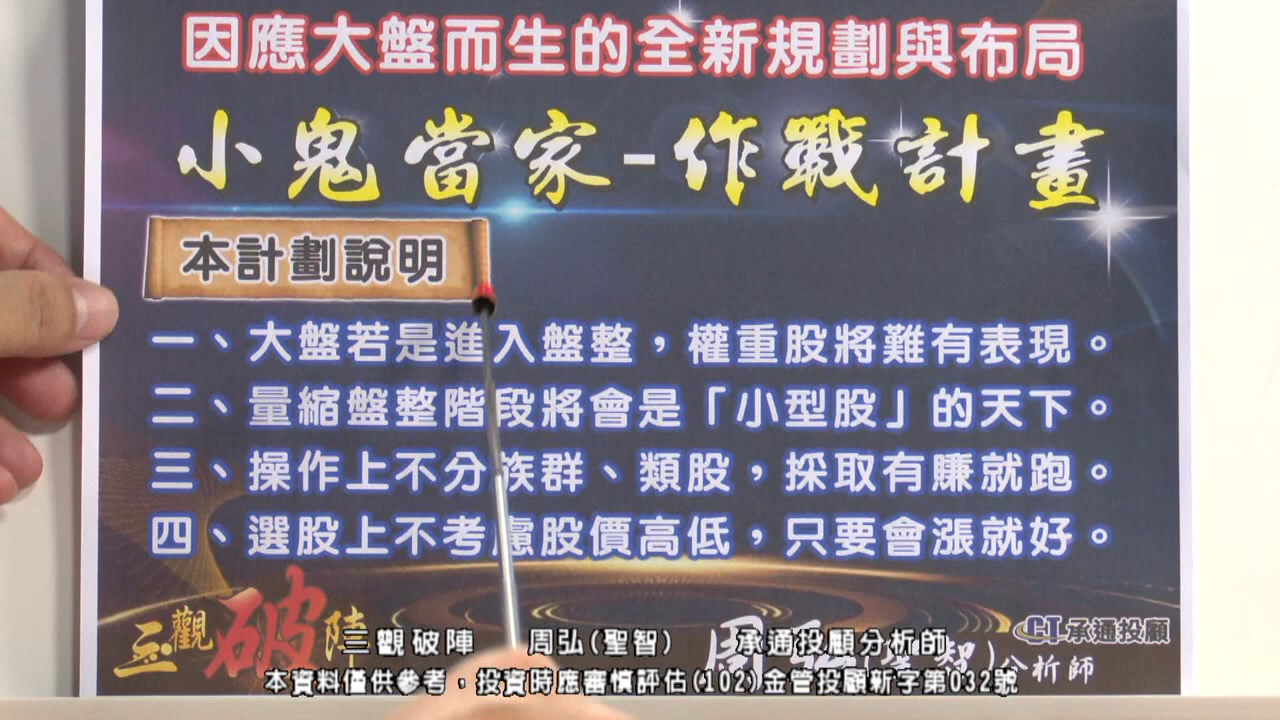 因應大盤而生的全新規劃與布局
小鬼當家-作戰計畫
本計劃說明
一、大盤若是進入盤整，權重股將難有表現。
二、量縮盤整階段將會是「小型股」的天下。
三、操作上不分族群、類股，採取有賺就跑。
四、選股上不考慮股價高低，只要會漲就好。
三觀破陣
周弘(聖智)分析師
CT承通投顧
三觀破陣 周弘(聖智) 承通投顧分析師
本資料僅供參考，投資時應審慎評估(102)金管投顧新字第032號